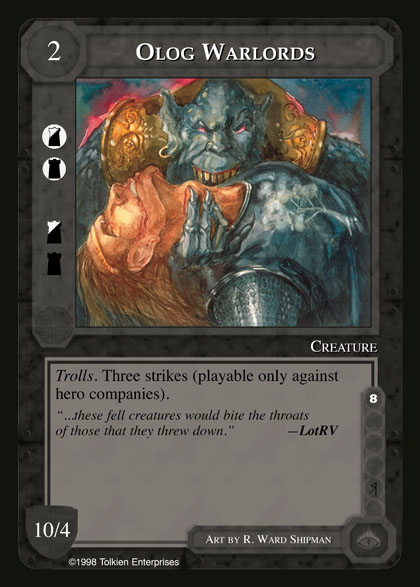 2
OLOG WARLORDS
CREATURE
Trolls. Three strikes (playable only against
hero companies).
“...these fell creatures would bite the throats
of those that they threw down.” —LotRV
8
10/4
ART BY R. WARD SHIPMAN
©1998 Tolkien Enterprises